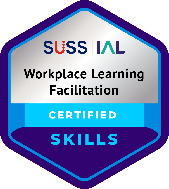 SUSS IAL
Workplace Learning
Facilitation
CERTIFIED
SKILLS